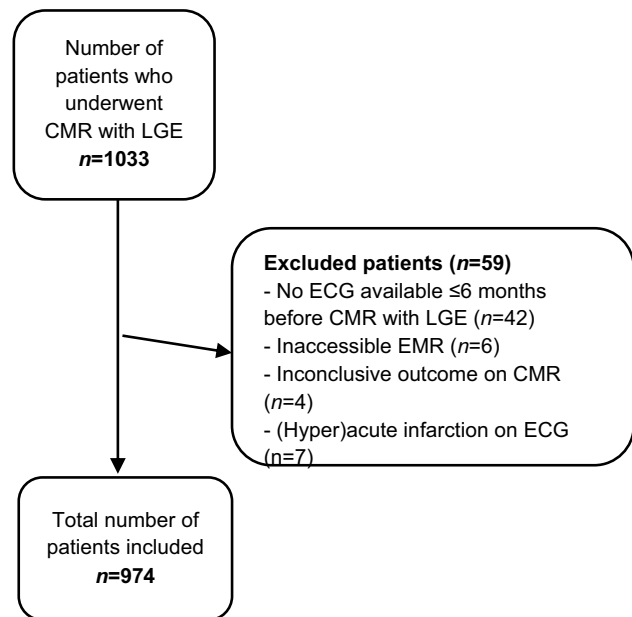 Number of
patients who
underwent
CMR with LGE
n=1033
Excluded patients (n=59)
- No ECG available ≤6 months
before CMR with LGE (n=42)
- Inaccessible EMR (n=6)
- Inconclusive outcome on CMR
(n=4)
- (Hyper)acute infarction on ECG
(n=7)
Total number of
patients included
n=974